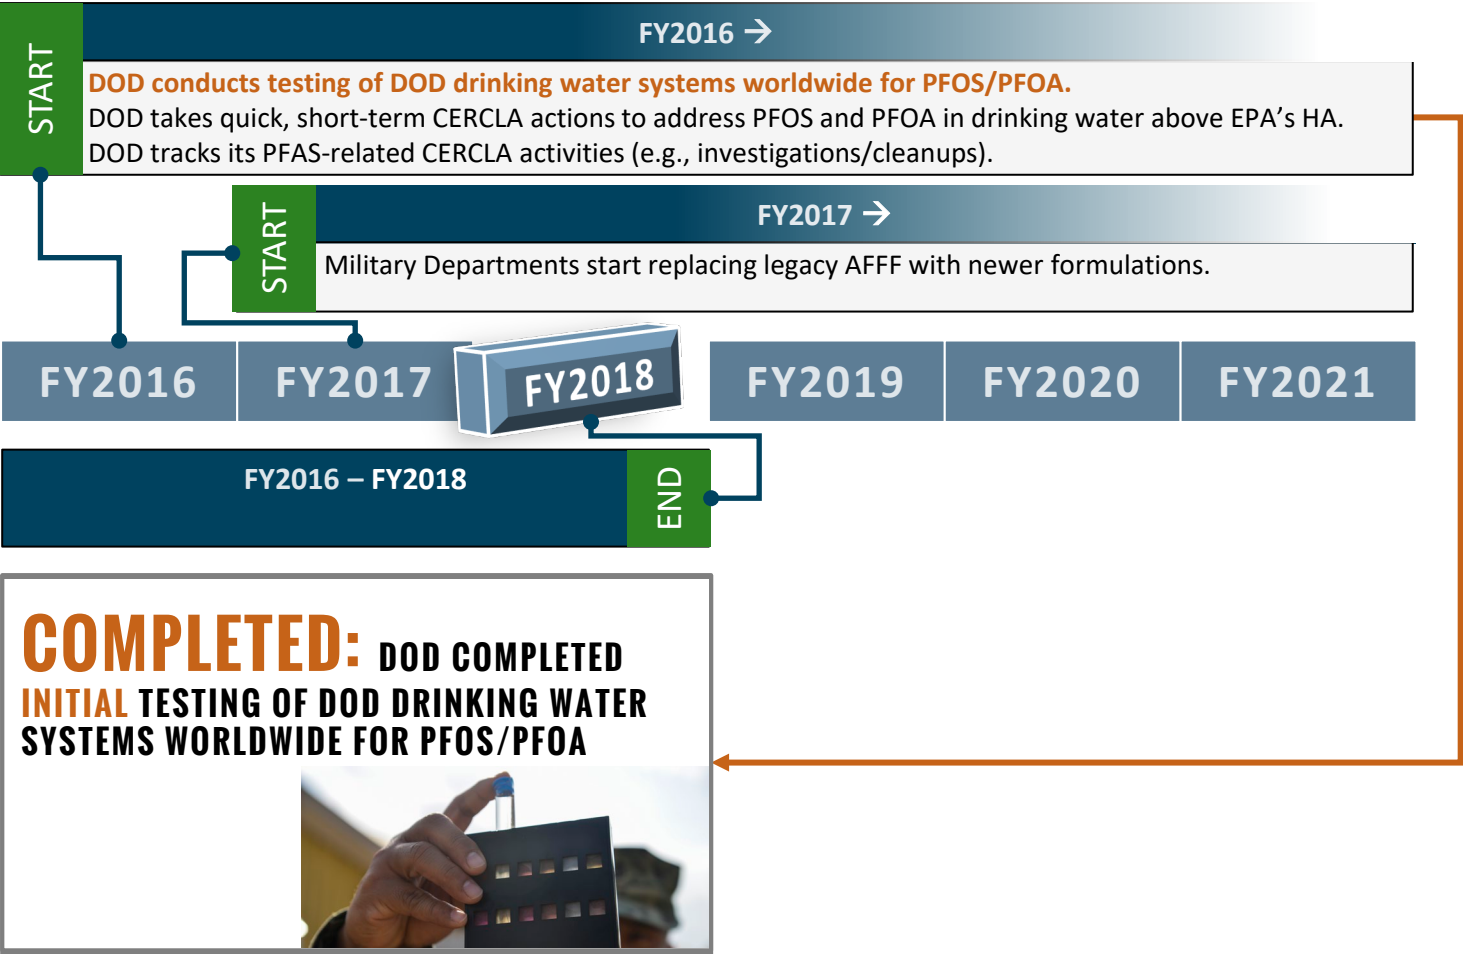 START
FY2016 →
DOD conducts testing of DOD drinking water systems worldwide for PFOS/PFOA.
DOD takes quick, short-term CERCLA actions to address PFOS and PFOA in drinking water above EPA’s HA.
DOD tracks its PFAS-related CERCLA activities (e.g., investigations/cleanups).
START
FY2017 →
Military Departments start replacing legacy AFFF with newer formulations.
FY2016
FY2017
FY2018
FY2019
FY2020
FY2021
FY2016 – FY2018
END
COMPLETED: DOD COMPLETED
INITIAL TESTING OF DOD DRINKING WATER
SYSTEMS WORLDWIDE FOR PFOS/PFOA